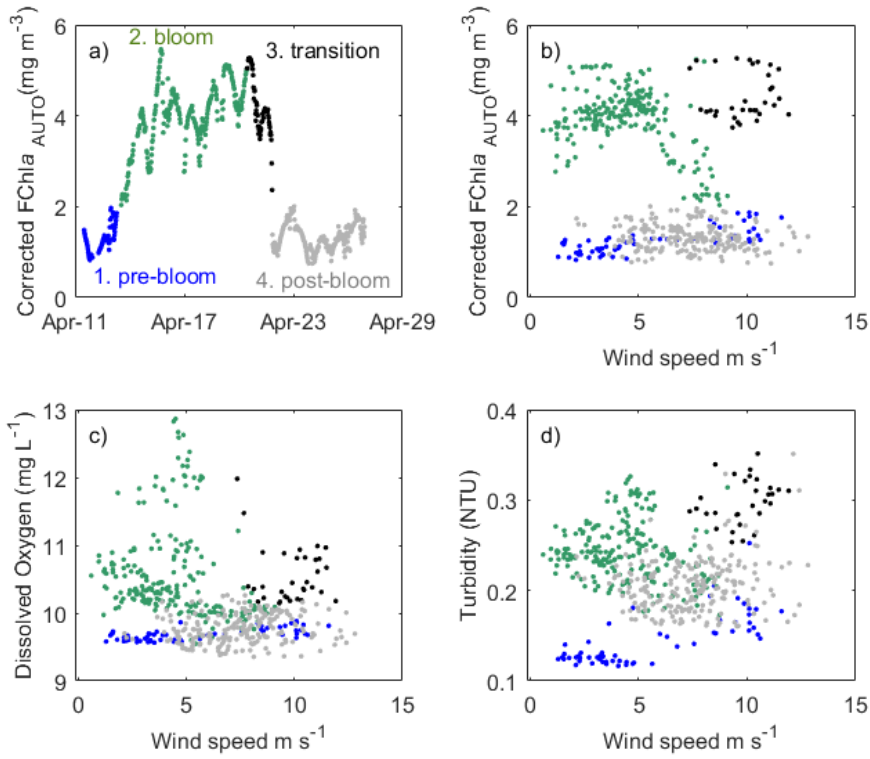 a) 2. bloom 3. transition
1. pre-bloom 4. post-bloom
Corrected FChla AUTO(mg m-3)
6
4
2
0
Apr-11 Apr-17 Apr-23 Apr-29
b)
Corrected FChla AUTO(mg m-3)
6
4
2
0
0 5 10 15
Wind speed m s-1
c)
Dissolved Oxygen (mg L-1)
13
12
11
10
9
0 5 10 15
Wind speed m s-1
d)
Turbidity (NTU)
0.4
0.3
0.2
0.1
0 5 10 15
Wind speed m s-1